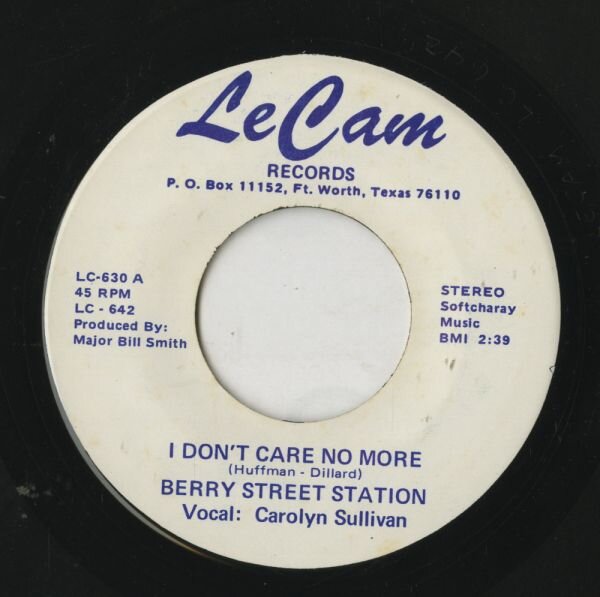 LeCam
RECORDS
P. O. Box 11152, Ft. Worth, Texas 76110
LC-630 A
45 RPM
LC - 642
Produced By:
Major Bill Smith
STEREO
Softcharay
Music
BMI 2:39
I DON'T CARE NO MORE
(Huffman - Dillard)
BERRY STREET STATION
Vocal: Carolyn Sullivan